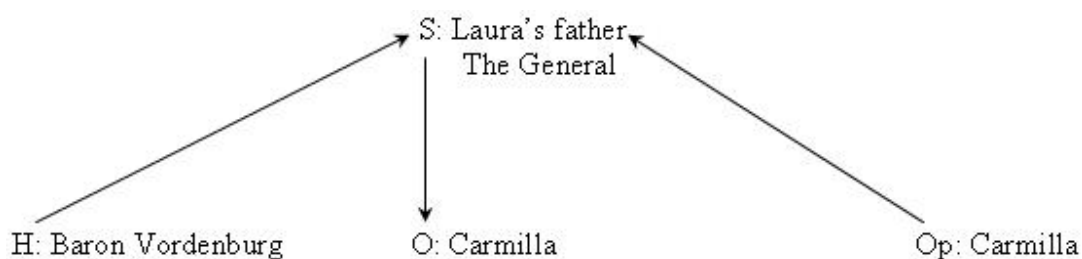 S: Laura’s father
The General
H: Baron Vordenburg
O: Carmilla
Op: Carmilla